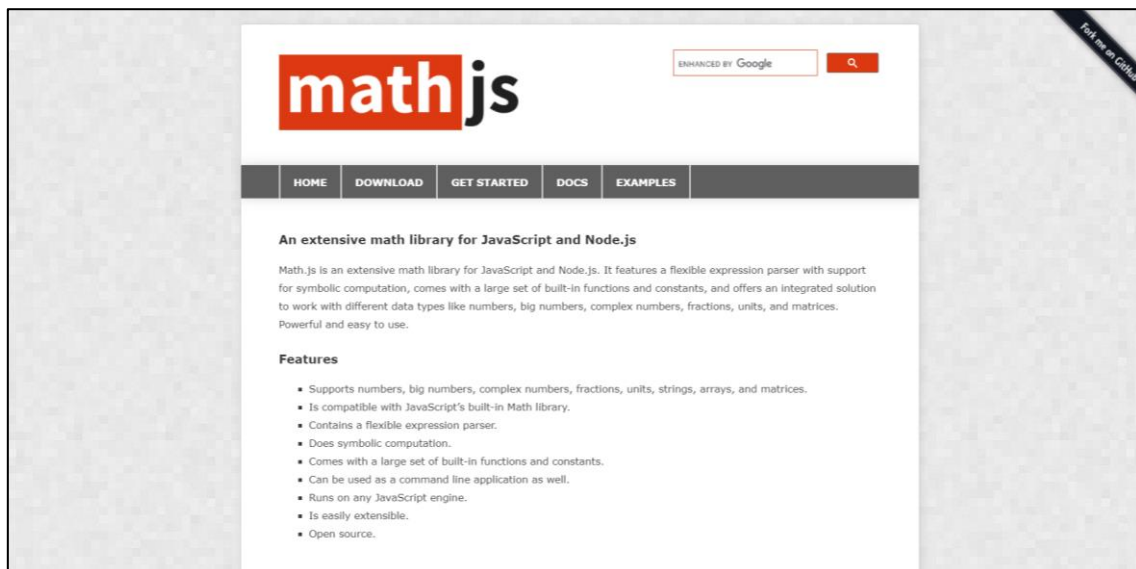 Fork me on GitHub
mathjs
ENHANCED BY Google
HOME DOWNLOAD GET STARTED DOCS EXAMPLES
An extensive math library for JavaScript and Node.js
Math.js is an extensive math library for JavaScript and Node.js. It features a flexible expression parser with support
for symbolic computation, comes with a large set of built-in functions and constants, and offers an integrated solution
to work with different data types like numbers, big numbers, complex numbers, fractions, units, and matrices.
Powerful and easy to use.
Features
▪ Supports numbers, big numbers, complex numbers, fractions, units, strings, arrays, and matrices.
▪ Is compatible with JavaScript’s built-in Math library.
▪ Contains a flexible expression parser.
▪ Does symbolic computation.
▪ Comes with a large set of built-in functions and constants.
▪ Can be used as a command line application as well.
▪ Runs on any JavaScript engine.
▪ Is easily extensible.
▪ Open source.